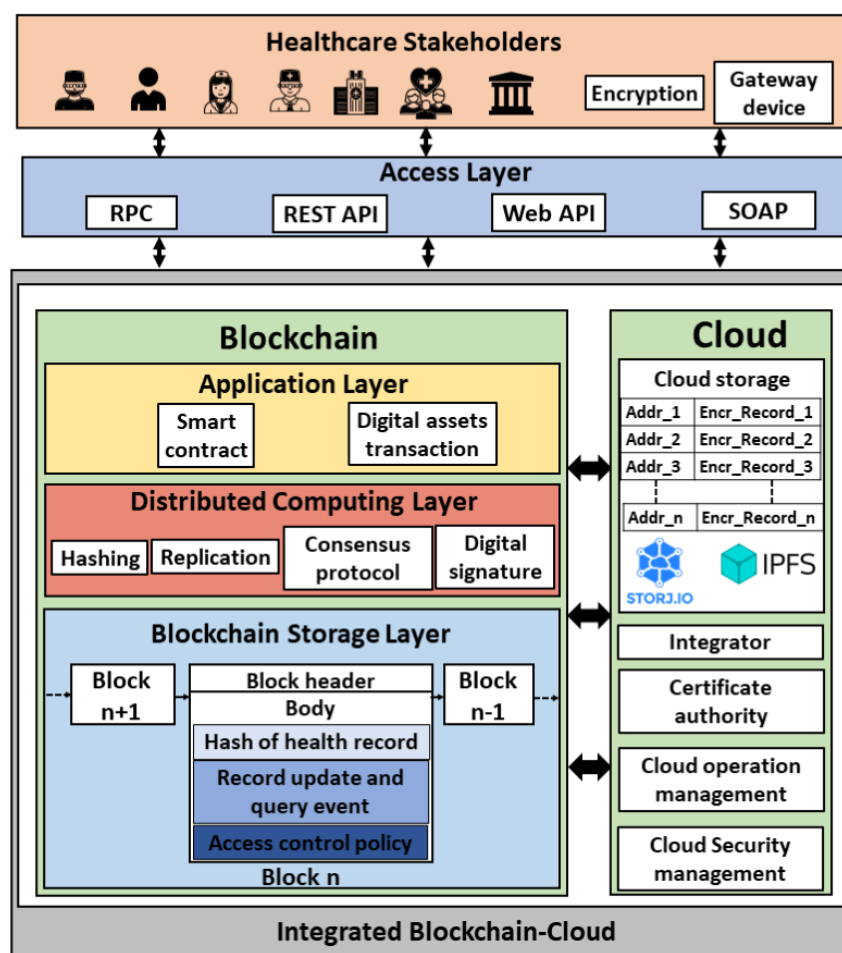 Healthcare Stakeholders
Encryption
Gateway
device
Access Layer
RPC
REST API
Web API
SOAP
Blockchain
Application Layer
Smart
contract
Digital assets
transaction
Distributed Computing Layer
Hashing
Replication
Consensus
protocol
Digital
signature
Blockchain Storage Layer
Block
n+1
Block header
Body
Hash of health record
Record update and
query event
Access control policy
Block n
Block
n-1
Cloud
Cloud storage
Addr_1 Encr_Record_1
Addr_2 Encr_Record_2
Addr_3 Encr_Record_3
Addr_n Encr_Record_n
STORJ.IO
IPFS
Integrator
Certificate
authority
Cloud operation
management
Cloud Security
management
Integrated Blockchain-Cloud